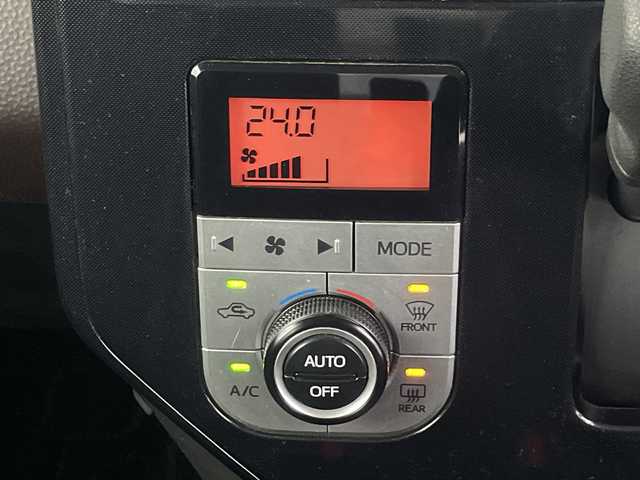 24.0
MODE
FRONT
AUTO
OFF
A/C
REAR